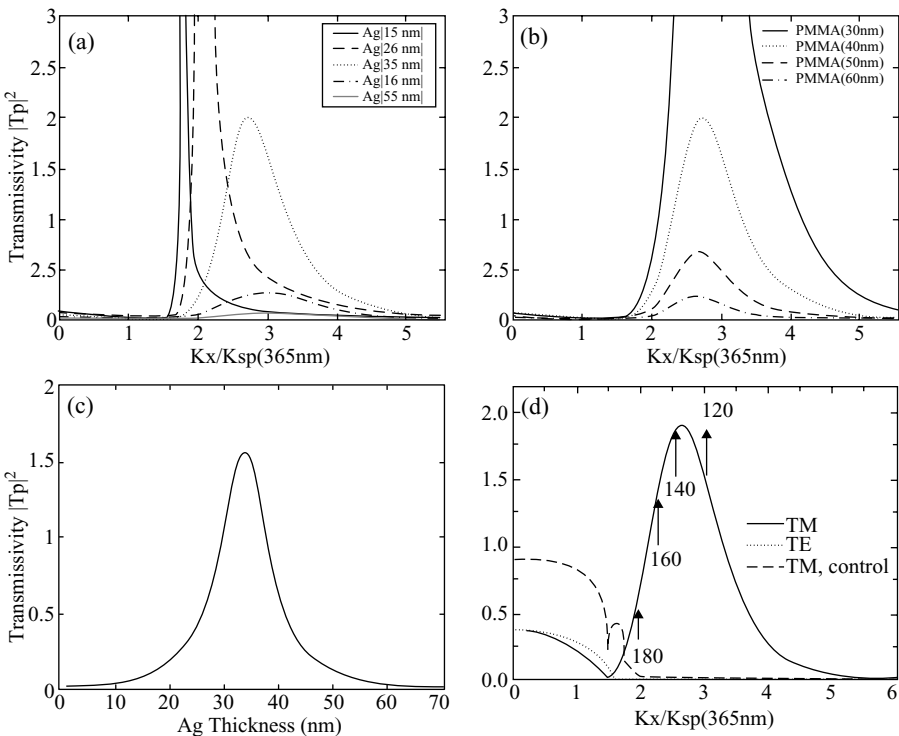 (a)
Ag|15 nm|
Ag|26 nm|
Ag|35 nm|
Ag|16 nm|
Ag|55 nm|
3
2.5
2
1.5
1
2.5
0
Transmissivity |Tp|²
0 1 2 3 4 5
Kx/Ksp(365nm)
(b)
PMMA(30nm)
PMMA(40nm)
PMMA(50nm)
PMMA(60nm)
3
2.5
2
1.5
1
2.5
0
0 1 2 3 4 5
Kx/Ksp(365nm)
(c)
2
1.5
1
0.5
0
Transmissivity |Tp|²
0 10 20 30 40 50 60 70
Ag Thickness (nm)
(d)
2.0
1.5
1.0
0.5
0.0
120
140
160
180
TM
TE
TM, control
0 1 2 3 4 5 6
Kx/Ksp(365nm)